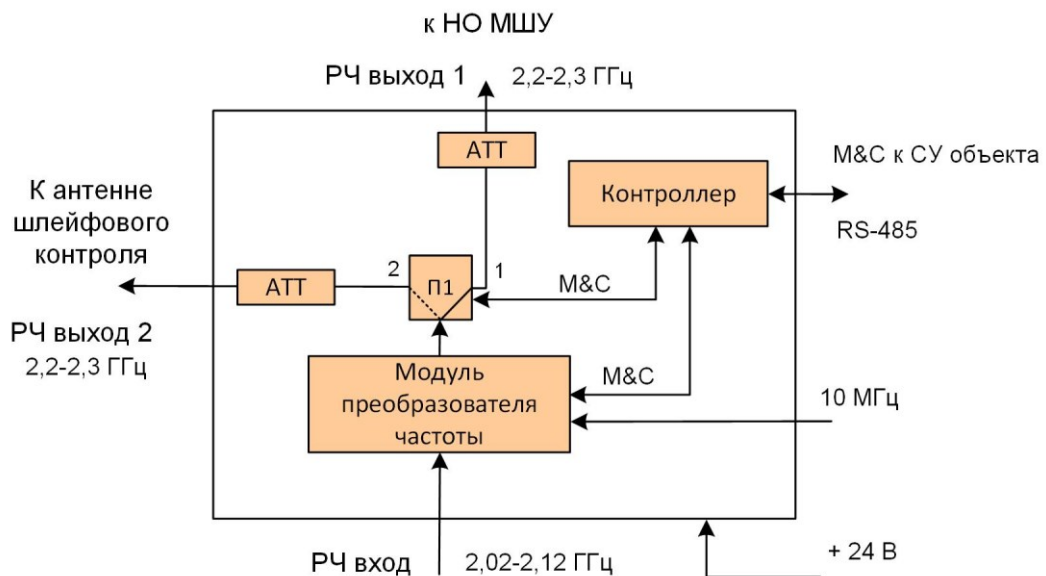 к НО МШУ
РЧ выход 1
2,2-2,3 ГГц
АТТ
М&С к СУ объекта
Контроллер
RS-485
К антенне
шлейфового
контроля
2
1
П1
АТТ
М&С
РЧ выход 2
2,2-2,3 ГГц
Модуль
преобразователя
частоты
М&С
10 МГц
РЧ вход
2,02-2,12 ГГц
+ 24 В